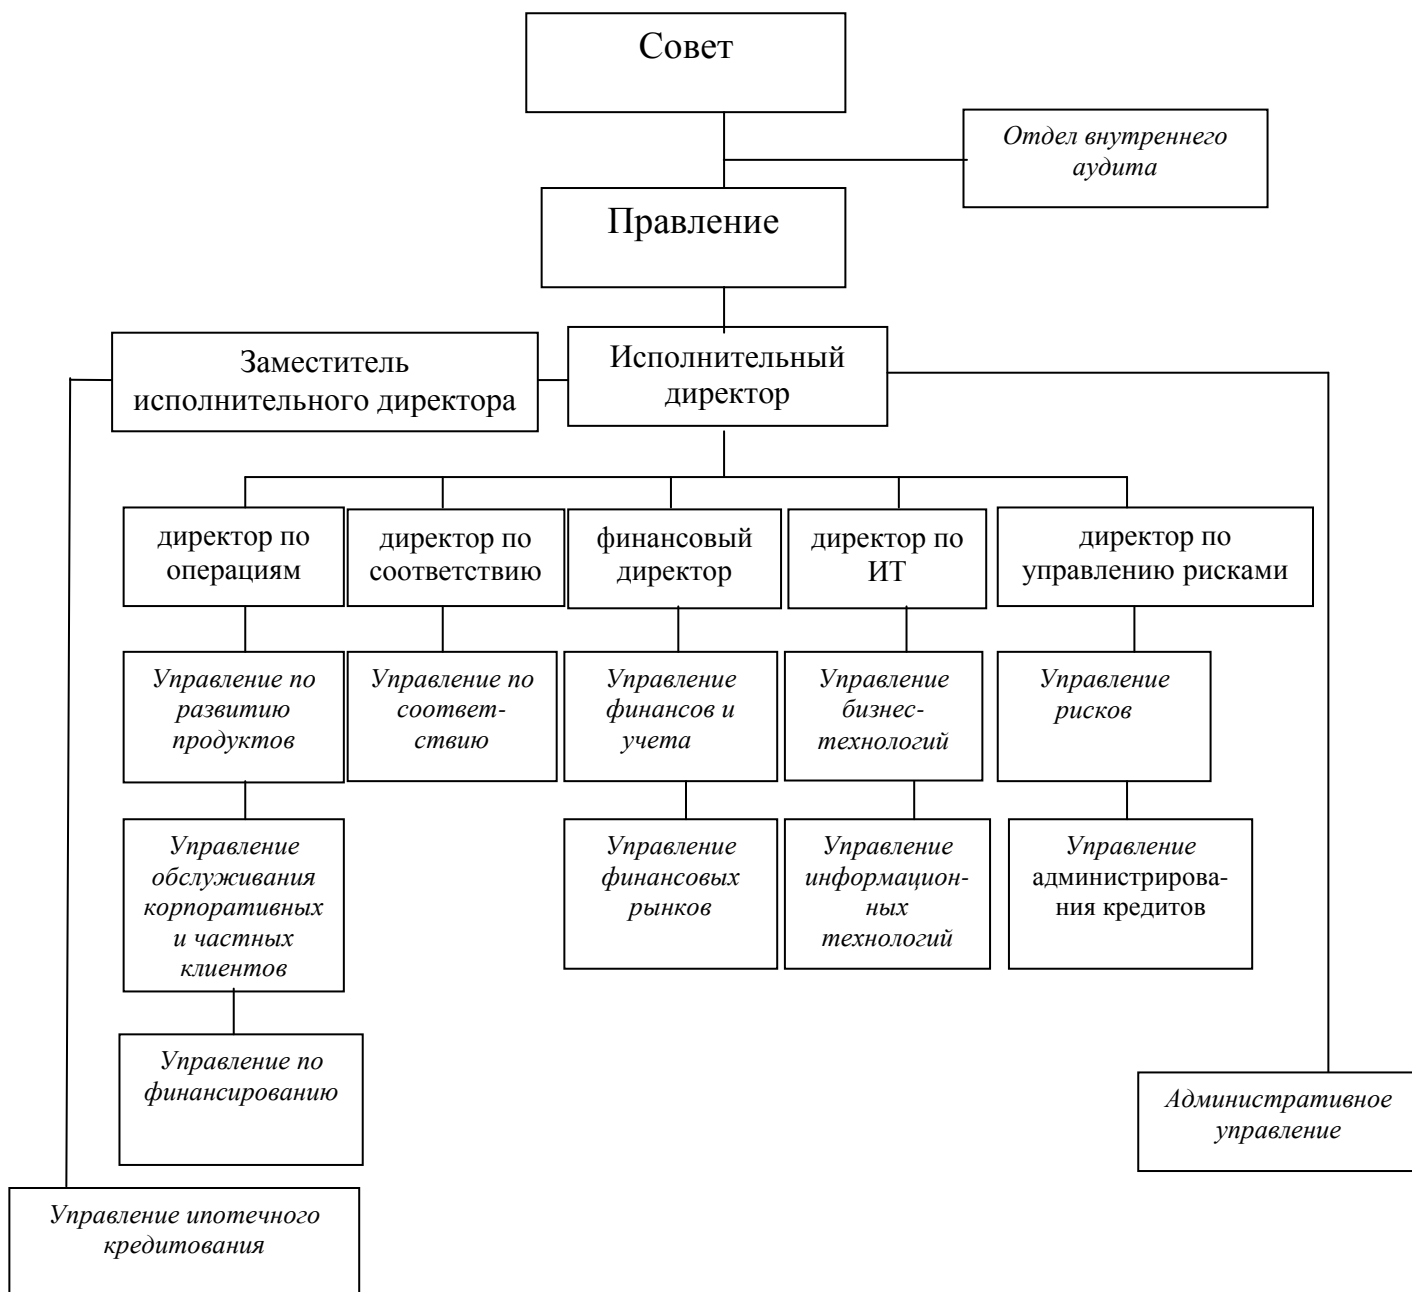 Совет
Отдел внутреннего
аудита
Правление
Заместитель
исполнительного директора
Исполнительный
директор
директор по
операциям
директор по
соответствию
финансовый
директор
директор по
ИТ
директор по
управлению рисками
Управление по
развитию
продуктов
Управление по
соответ-
ствию
Управление
финансов и
учета
Управление
бизнес-
технологий
Управление
рисков
Управление
обслуживания
корпоративных
и частных
клиентов
Управление
финансовых
рынков
Управление
информацион-
ных
технологий
Управление
администрирова-
ния кредитов
Управление по
финансированию
Административное
управление
Управление ипотечного
кредитования